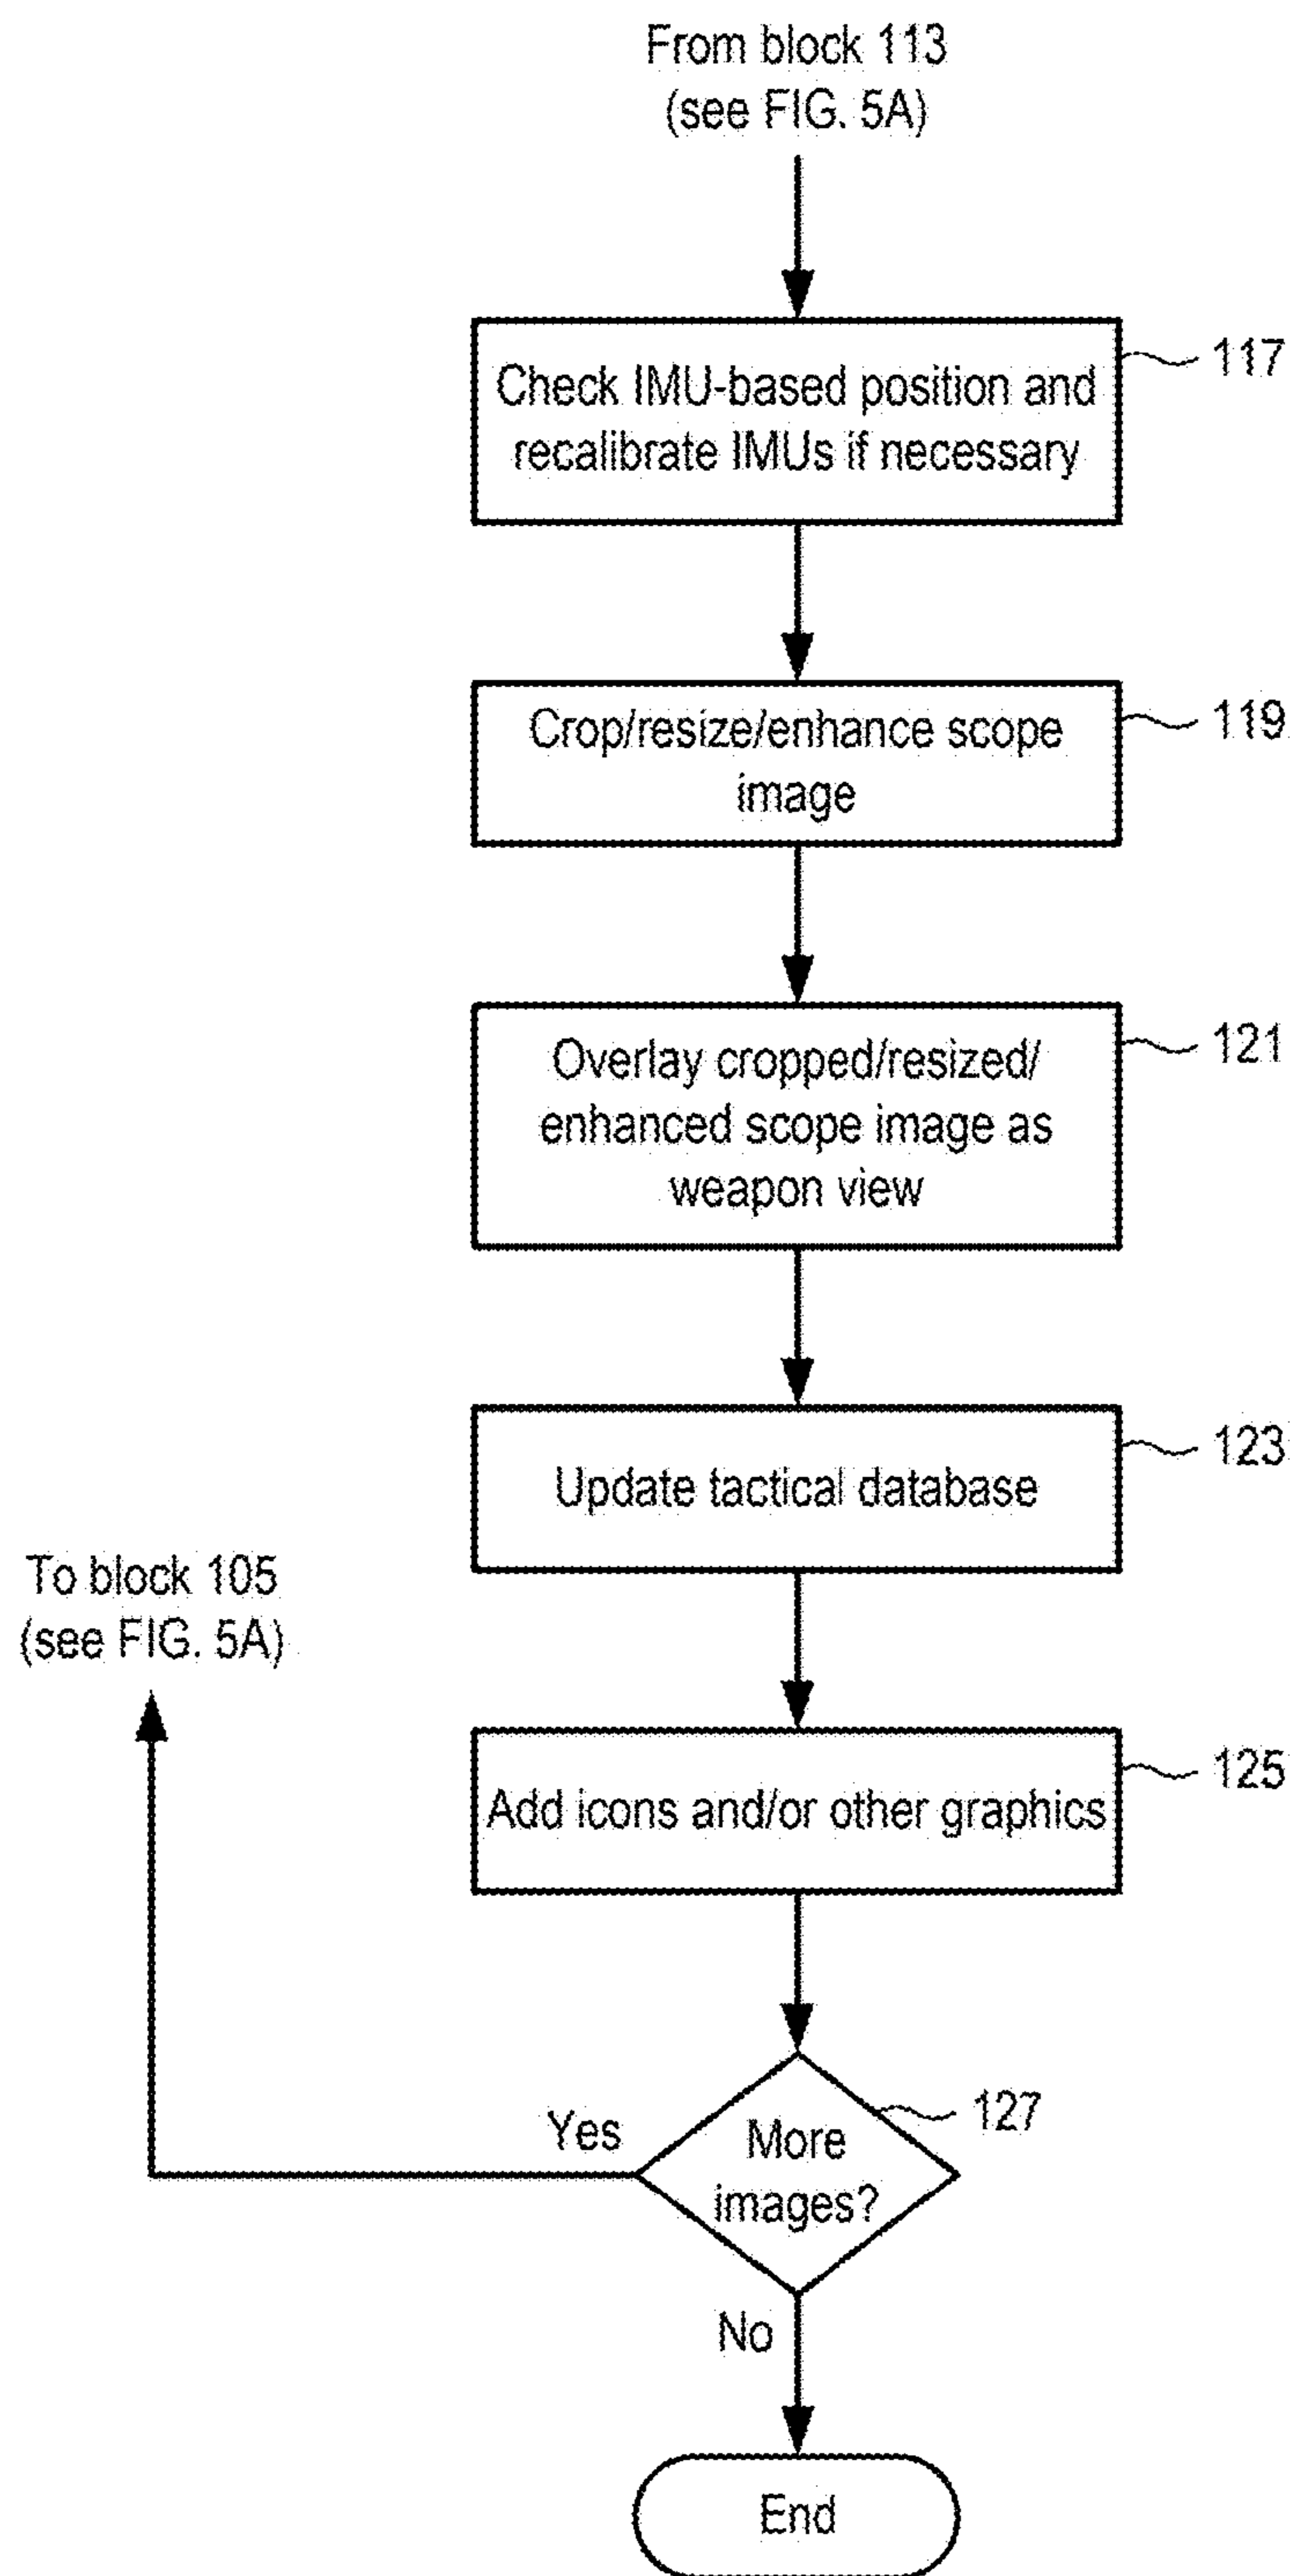 From block 113
(see FIG. 5A)
Check IMU-based position and
recalibrate IMUs if necessary
117
Crop/resize/enhance scope
image
119
Overlay cropped/resized/
enhanced scope image as
weapon view
121
Update tactical database
123
To block 105
(see FIG. 5A)
Add icons and/or other graphics
125
More
images?
127
Yes
No
End